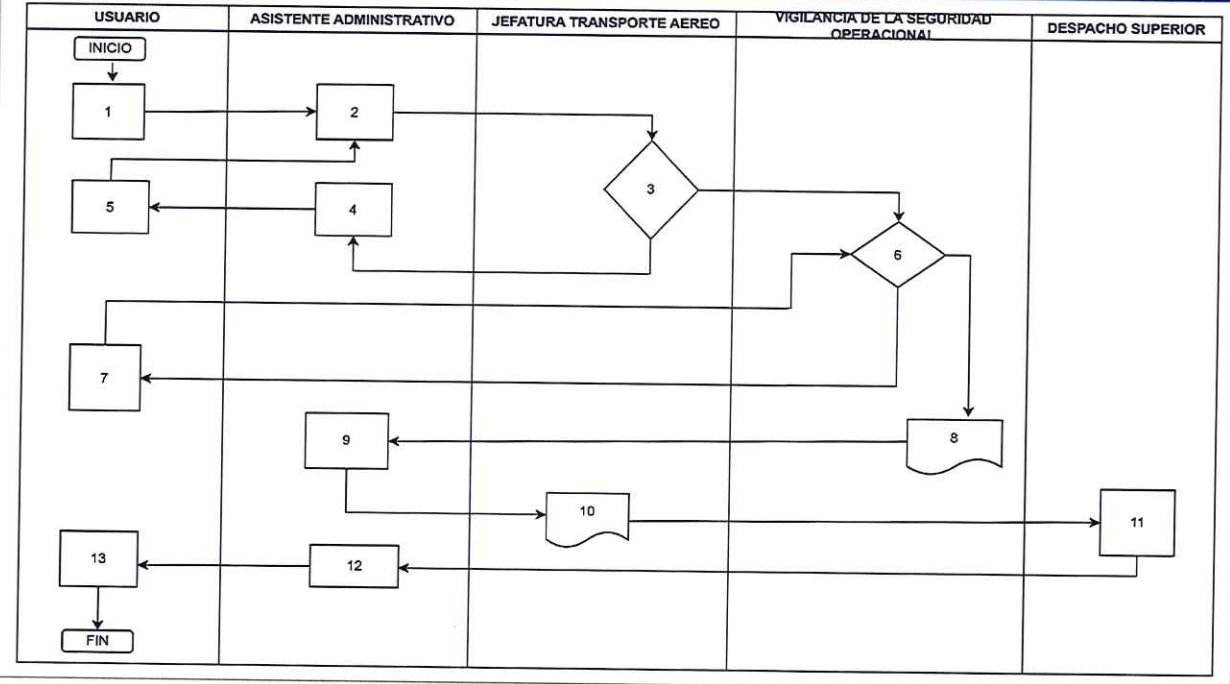 USUARIO
ASISTENTE ADMINISTRATIVO
JEFATURA TRANSPORTE AEREO
VIGILANCIA DE LA SEGURIDAD
OPERACIONAL
DESPACHO SUPERIOR
INICIO
1
2
3
5
4
6
7
9
8
10
11
13
12
FIN